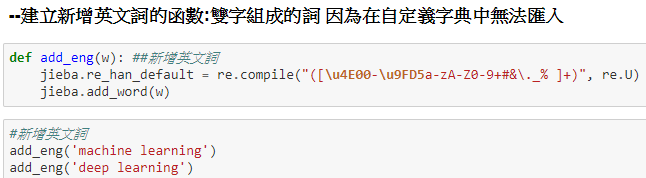 --建立新增英文詞的函數:雙字組成的詞 因為在自定義字典中無法匯入
def add_eng(w): ##新增英文詞
    jieba.re_han_default = re.compile("([\u4E00-\u9FD5a-zA-Z0-9+#&\._% ]+)", re.U)
    jieba.add_word(w)
#新增英文詞
add_eng('machine learning')
add_eng('deep learning')